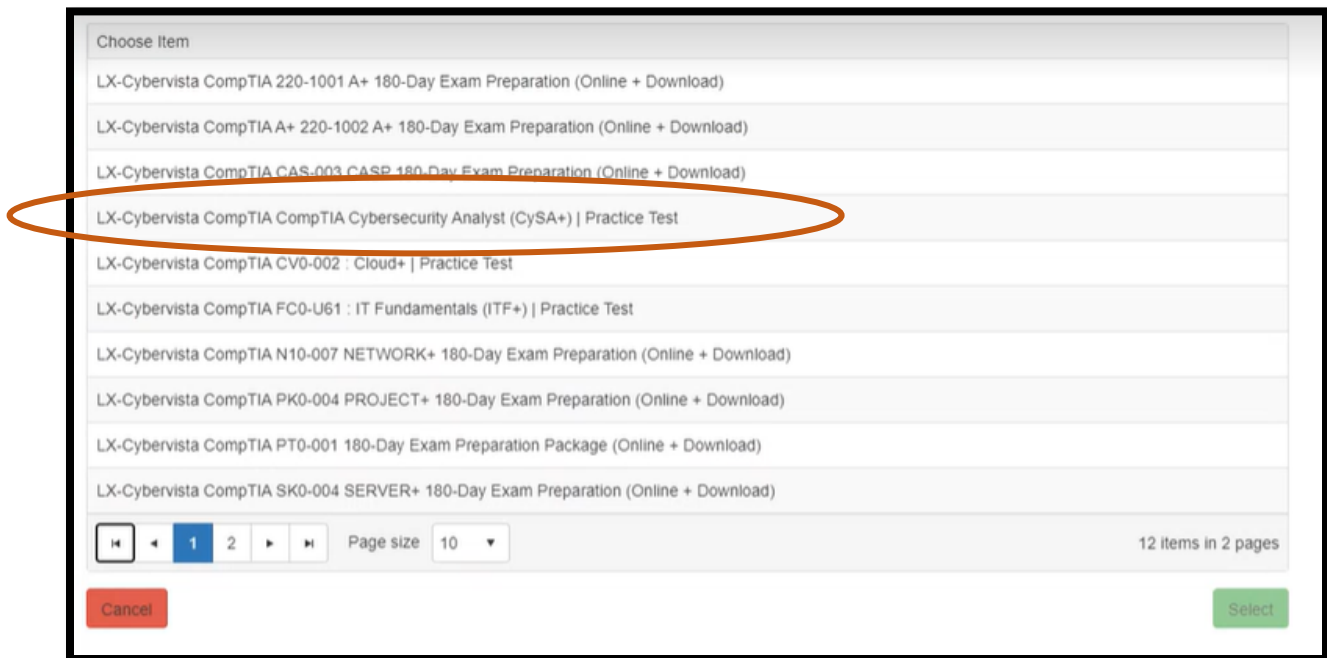 Choose Item
LX-Cybervista CompTIA 220-1001 A+ 180-Day Exam Preparation (Online + Download)
LX-Cybervista CompTIA A+ 220-1002 A+ 180-Day Exam Preparation (Online + Download)
LX-Cybervista CompTIA CAS-003 CASP 180-Day Exam Preparation (Online + Download)
LX-Cybervista CompTIA CompTIA Cybersecurity Analyst (CySA+) | Practice Test
LX-Cybervista CompTIA CV0-002 : Cloud+ | Practice Test
LX-Cybervista CompTIA FC0-U61 : IT Fundamentals (ITF+) | Practice Test
LX-Cybervista CompTIA N10-007 NETWORK+ 180-Day Exam Preparation (Online + Download)
LX-Cybervista CompTIA PK0-004 PROJECT+ 180-Day Exam Preparation (Online + Download)
LX-Cybervista CompTIA PT0-001 180-Day Exam Preparation Package (Online + Download)
LX-Cybervista CompTIA SK0-004 SERVER+ 180-Day Exam Preparation (Online + Download)
1 2 Page size 10 12 items in 2 pages
Cancel Select